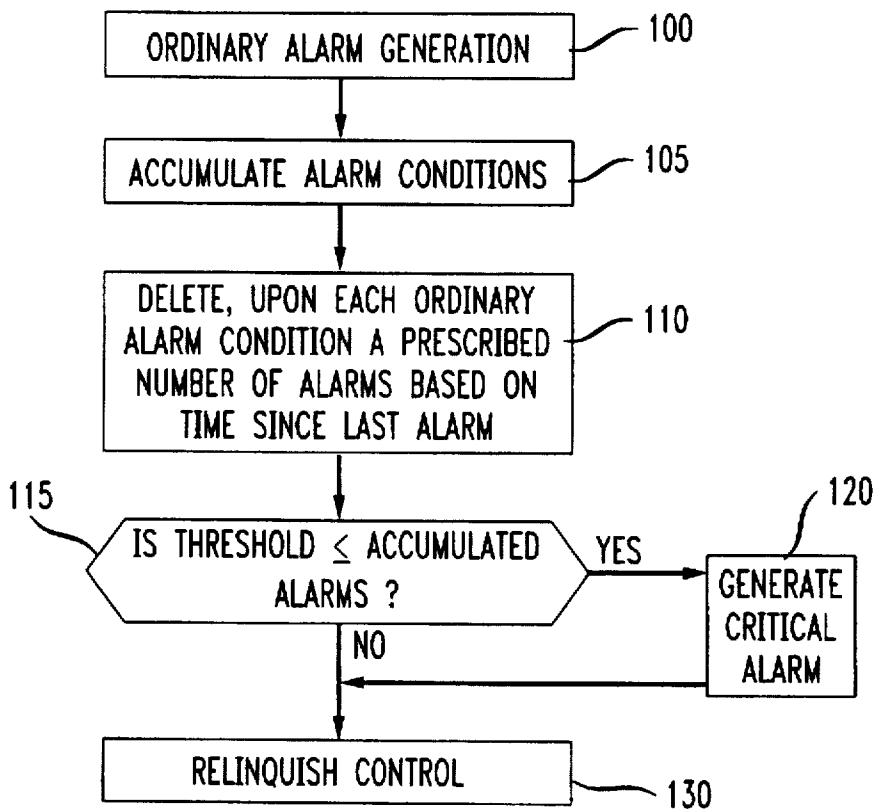 ORDINARY ALARM GENERATION
100
ACCUMULATE ALARM CONDITIONS
105
DELETE, UPON EACH ORDINARY
ALARM CONDITION A PRESCRIBED
NUMBER OF ALARMS BASED ON
TIME SINCE LAST ALARM
110
115
IS THRESHOLD ≤ ACCUMULATED
ALARMS ?
YES
120
GENERATE
CRITICAL
ALARM
NO
RELINQUISH CONTROL
130